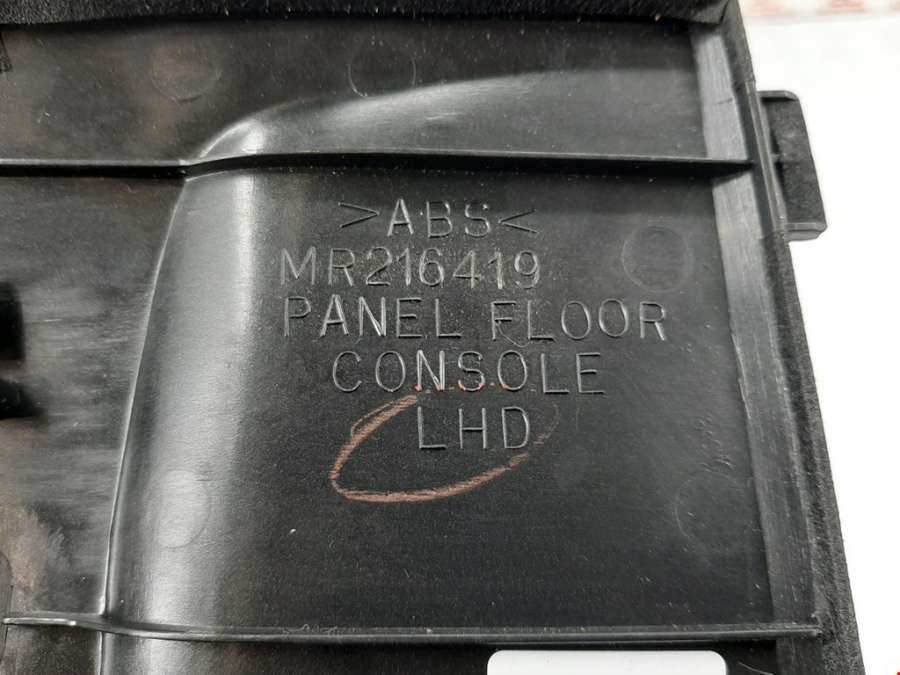 >ABS<
MR216419
PANEL FLOOR
CONSOLE
LHD